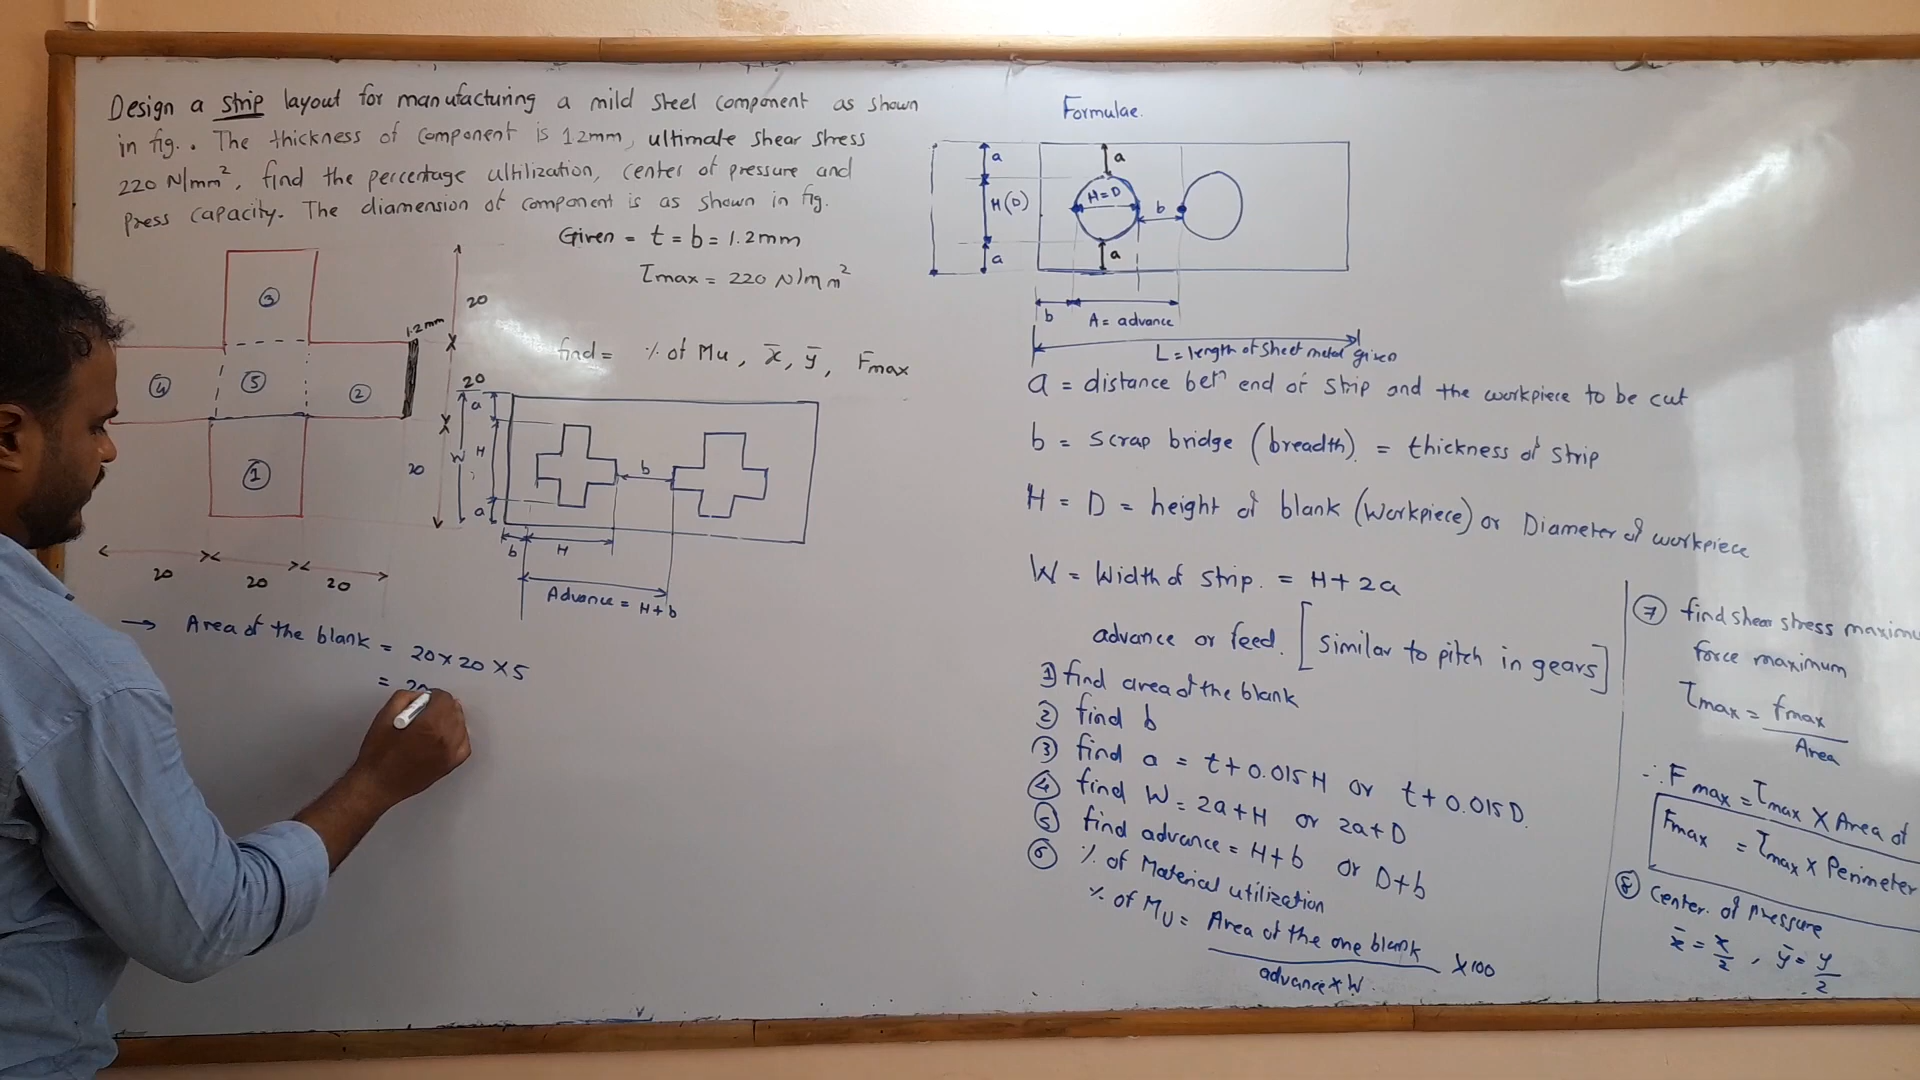 Design a strip layout for manufacturing a mild steel component as shown
in fig.. The thickness of component is 1.2mm, ultimate shear stress
220 N/mm², find the percentage ultilization, center of pressure and
press capacity. The diamension of component is as shown in fig.
Given = t = b = 1.2mm
τmax = 220 N/mm²
find = % of Mu, x̄, ȳ, Fmax
3
4
5
2
1
1.2mm
20
20
20
20
20
20
a
H
a
W
b
b
H
Advance = H+b
→ Area of the blank = 20×20×5
= 20
Formulae.
a
H(D)
a
a
H=D
b
a
b
A = advance
L = length of sheet metal given
a = distance betn end of strip and the workpiece to be cut
b = scrap bridge (breadth). = thickness of strip
H = D = height of blank (workpiece) or Diameter of workpiece
W = Width of strip. = H+2a
advance or feed. [similar to pitch in gears]
① find area of the blank
② find b
③ find a = t+0.015H or t+0.015D.
④ find W = 2a+H or 2a+D
⑤ find advance = H+b or D+b
⑥ % of Material utilization
% of MU = Area of the one blank / advance × W. × 100
⑦ find shear stress maximu
force maximum
τmax = fmax / Area
∴ Fmax = τmax × Area of
Fmax = τmax × Perimeter
⑧ Center. of Pressure
x̄ = x/2 , ȳ = y/2